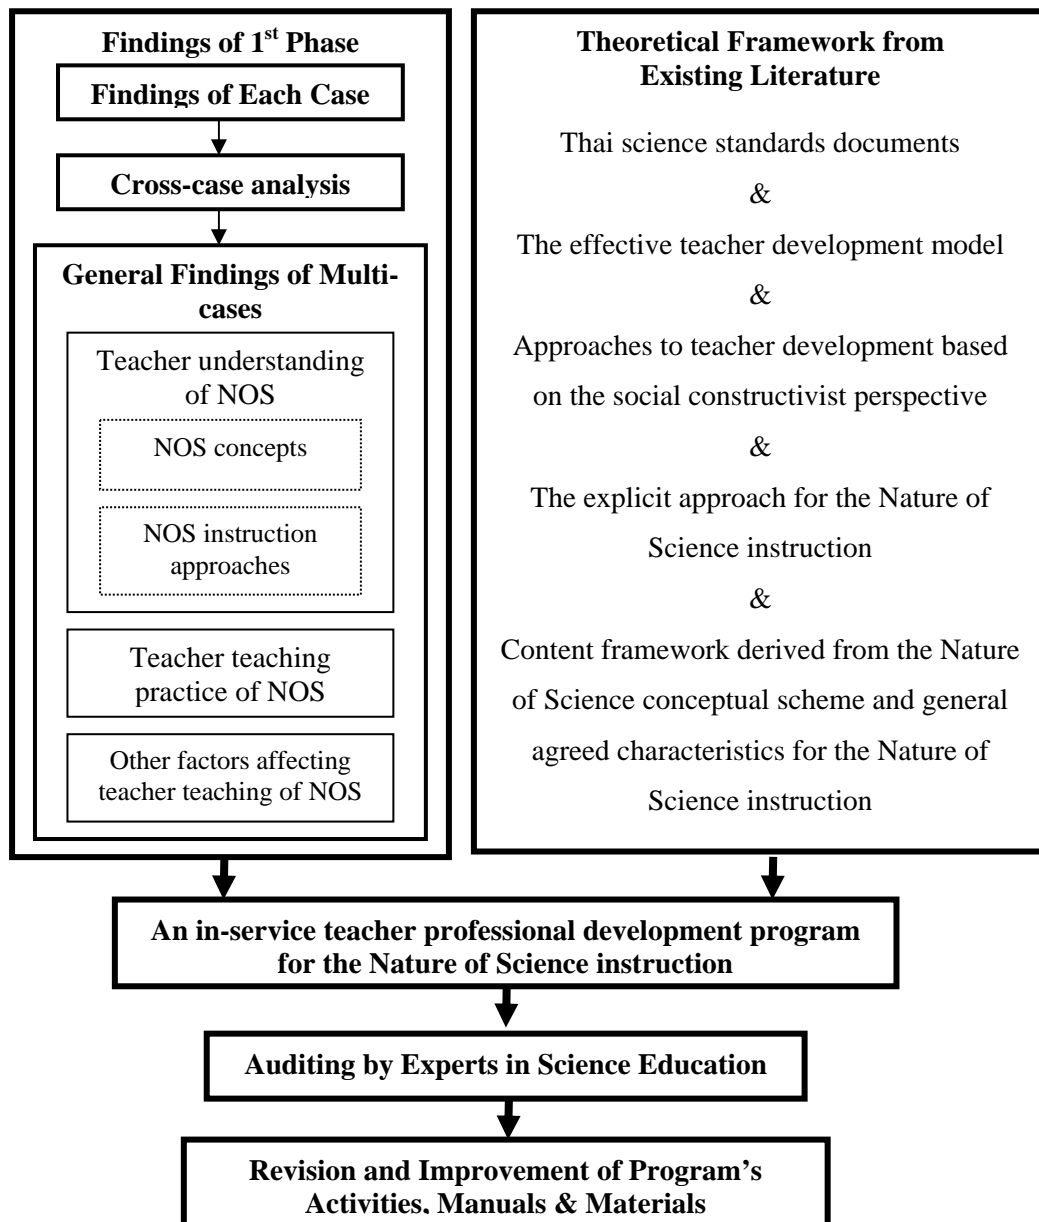 Findings of 1st Phase
Findings of Each Case
Cross-case analysis
General Findings of Multi-
cases
Teacher understanding
of NOS
NOS concepts
NOS instruction
approaches
Teacher teaching
practice of NOS
Other factors affecting
teacher teaching of NOS
Theoretical Framework from
Existing Literature
Thai science standards documents
&
The effective teacher development model
&
Approaches to teacher development based
on the social constructivist perspective
&
The explicit approach for the Nature of
Science instruction
&
Content framework derived from the Nature
of Science conceptual scheme and general
agreed characteristics for the Nature of
Science instruction
An in-service teacher professional development program
for the Nature of Science instruction
Auditing by Experts in Science Education
Revision and Improvement of Program's
Activities, Manuals & Materials